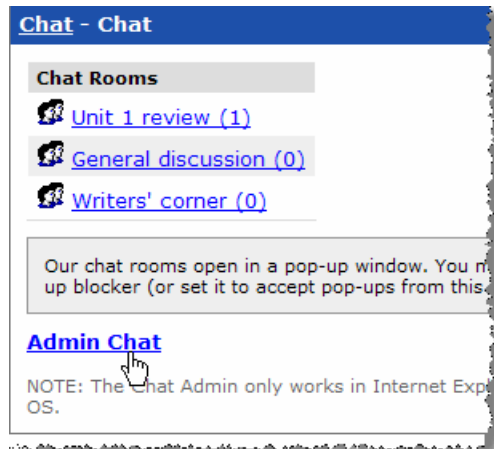 Chat - Chat
Chat Rooms
Unit 1 review (1)
General discussion (0)
Writers' corner (0)
Our chat rooms open in a pop-up window. You
up blocker (or set it to accept pop-ups from this
Admin Chat
NOTE: The Chat Admin only works in Internet
OS.